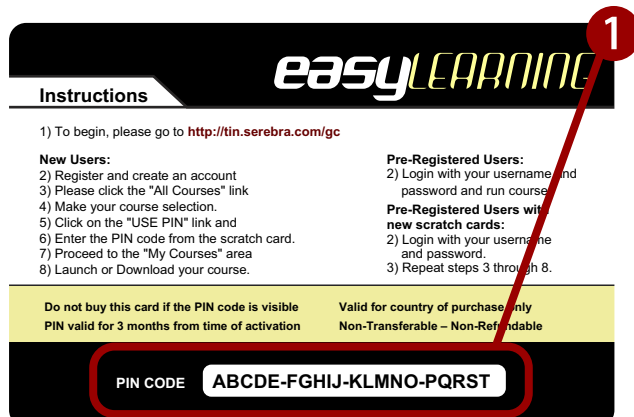 1
easyLEARNING
Instructions
1) To begin, please go to http://tin.serebra.com/gc
New Users:
2) Register and create an account
3) Please click the "All Courses" link
4) Make your course selection.
5) Click on the "USE PIN" link and
6) Enter the PIN code from the scratch card.
7) Proceed to the "My Courses" area
8) Launch or Download your course.
Pre-Registered Users:
2) Login with your username and
password and run course
Pre-Registered Users with
new scratch cards:
2) Login with your username
and password.
3) Repeat steps 3 through 8.
Do not buy this card if the PIN code is visible
PIN valid for 3 months from time of activation
Valid for country of purchase only
Non-Transferable – Non-Refundable
PIN CODE ABCDE-FGHIJ-KLMNO-PQRST